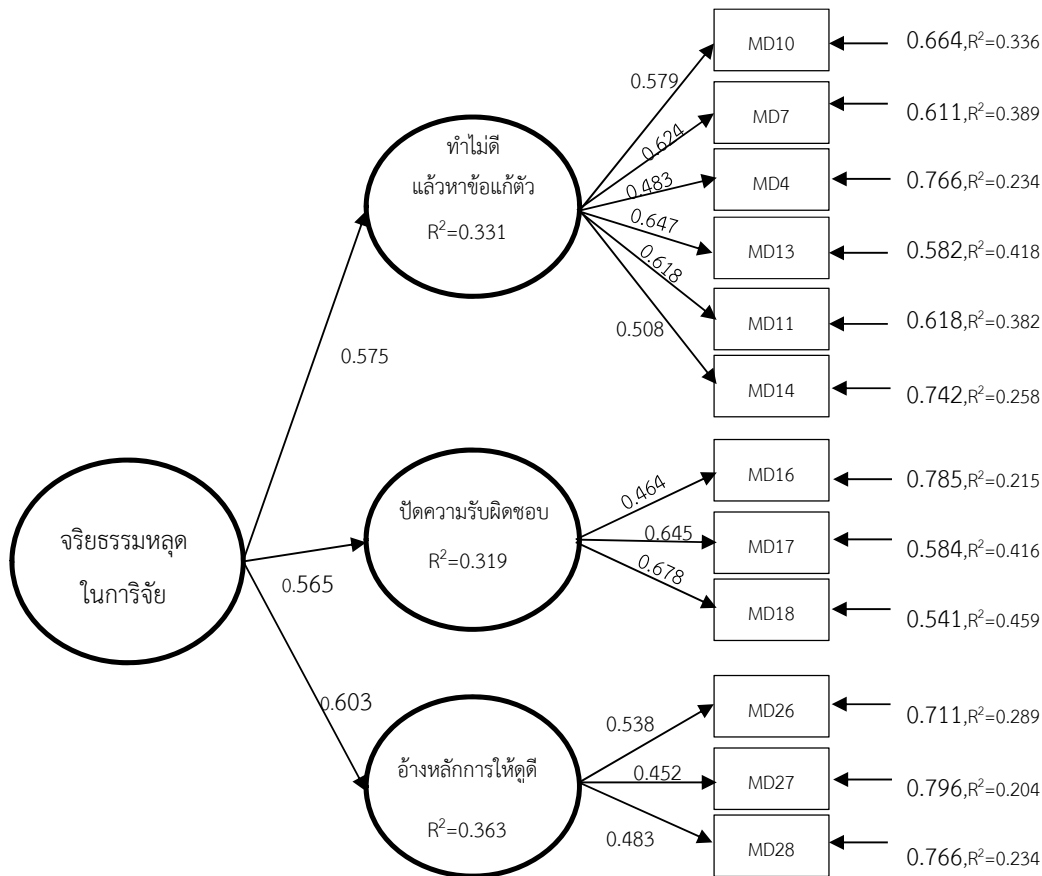 MD10
0.664,R²=0.336
0.579
MD7
0.611,R²=0.389
0.624
ทำไม่ดี
แล้วหาข้อแก้ตัว
R²=0.331
MD4
0.766,R²=0.234
0.483
0.647
MD13
0.582,R²=0.418
0.618
MD11
0.618,R²=0.382
0.508
MD14
0.742,R²=0.258
0.575
MD16
0.785,R²=0.215
0.464
ปัดความรับผิดชอบ
R²=0.319
0.645
MD17
0.584,R²=0.416
0.678
MD18
0.541,R²=0.459
จริยธรรมหลุด
ในการิจัย
0.565
0.603
MD26
0.711,R²=0.289
0.538
อ้างหลักการให้ดูดี
R²=0.363
0.452
MD27
0.796,R²=0.204
0.483
MD28
0.766,R²=0.234